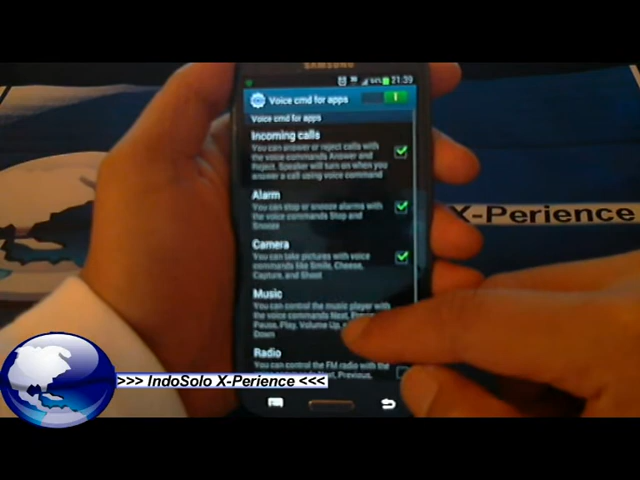 SAMSUNG
21:39
Voice cmd for apps
Voice cmd for apps
Incoming calls
You can answer or reject calls with
the voice commands Answer and
Reject. Speaker will turn on when you
answer a call using voice command
Alarm
You can stop or snooze alarms with
the voice commands Stop and
Snooze
Camera
You can take pictures with voice
commands like Smile, Cheese,
Capture, and Shoot
Music
You can control the music player with
the voice commands Next,
Pause, Play, Volume Up,
Down
Radio
You can control the FM radio with the
Next, Previous,
X-Perience
>>> IndoSolo X-Perience <<<